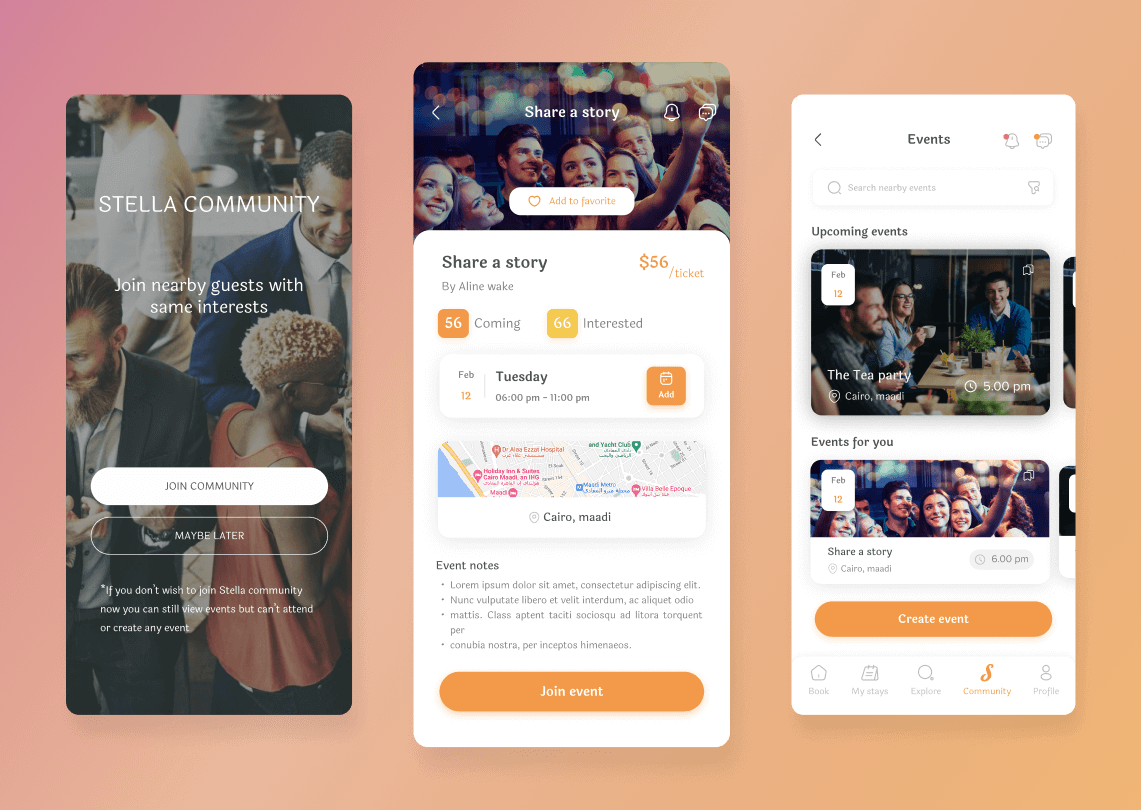 STELLA COMMUNITY
Join nearby guests with
same interests
JOIN COMMUNITY
MAYBE LATER
*If you don't wish to join Stella community
now you can still view events but can't attend
or create any event
Share a story
Add to favorite
Share a story
$56
/ticket
By Aline wake
56 Coming
66 Interested
Feb
12
Tuesday
06:00 pm - 11:00 pm
Add
Dr Alaa Ezzat Hospital
and Yacht Club
Holiday Inn & Suites
Cairo Maadi, an IHG
Maadi
Maadi Metro
Villa Belle Epoque
Cairo, maadi
Event notes
• Lorem ipsum dolor sit amet, consectetur adipiscing elit.
• Nunc vulputate libero et velit interdum, ac aliquet odio
• mattis. Class aptent taciti sociosqu ad litora torquent
per
• conubia nostra, per inceptos himenaeos.
Join event
Events
Search nearby events
Upcoming events
Feb
12
The Tea party
Cairo, maadi
5.00 pm
Events for you
Feb
12
Share a story
Cairo, maadi
6.00 pm
Create event
Book
My stays
Explore
Community
Profile